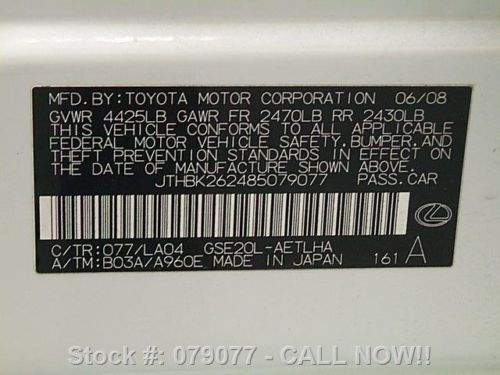 MFD. BY: TOYOTA MOTOR CORPORATION 06/08
GVWR 4425LB GAWR FR 2470LB RR 2430LB
THIS VEHICLE CONFORMS TO ALL APPLICABLE
FEDERAL MOTOR VEHICLE SAFETY, BUMPER, AND
THEFT PREVENTION STANDARDS IN EFFECT ON
THE DATE OF MANUFACTURE SHOWN ABOVE.
JTHBK262485079077 PASS. CAR
C/TR: 077/LA04 GSE20L-AETLHA
A/TM: B03A/A960E MADE IN JAPAN 161 A
Stock #: 079077 - CALL NOW!!